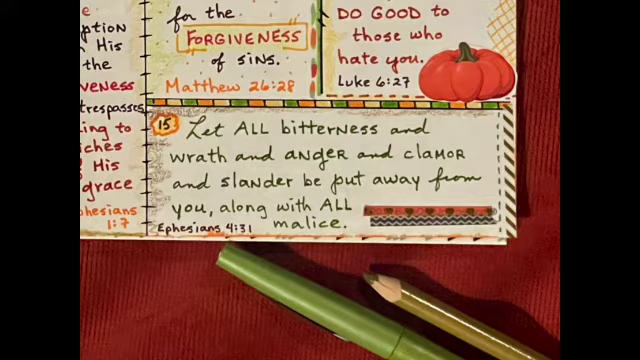 e
ption
His
the
veness
trespasses
ing to
iches
His
grace
phesians
1:7
for the
FORGIVENESS
of sins.
Matthew 26:28
DO GOOD to
those who
hate you.
Luke 6:27
15 Let ALL bitterness and
wrath and anger and clamor
and slander be put away from
you, along with ALL
malice.
Ephesians 4:31